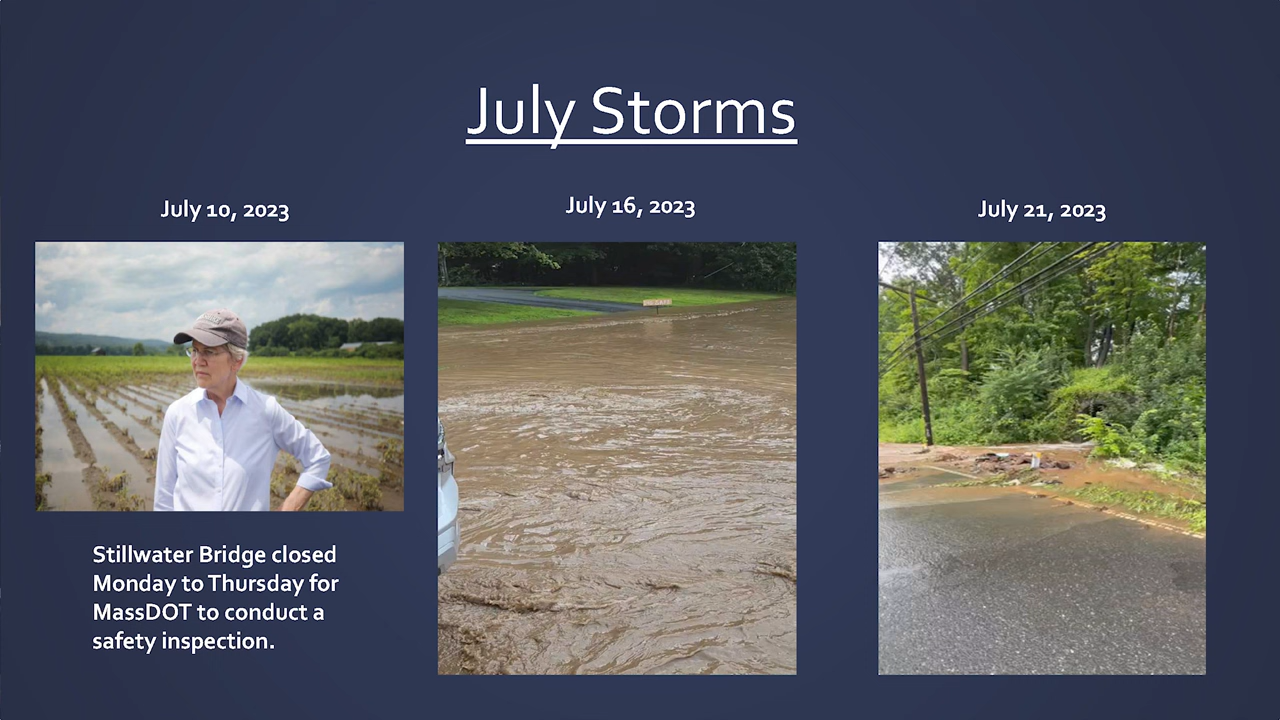 July Storms
July 10, 2023
July 16, 2023
July 21, 2023
Stillwater Bridge closed
Monday to Thursday for
MassDOT to conduct a
safety inspection.